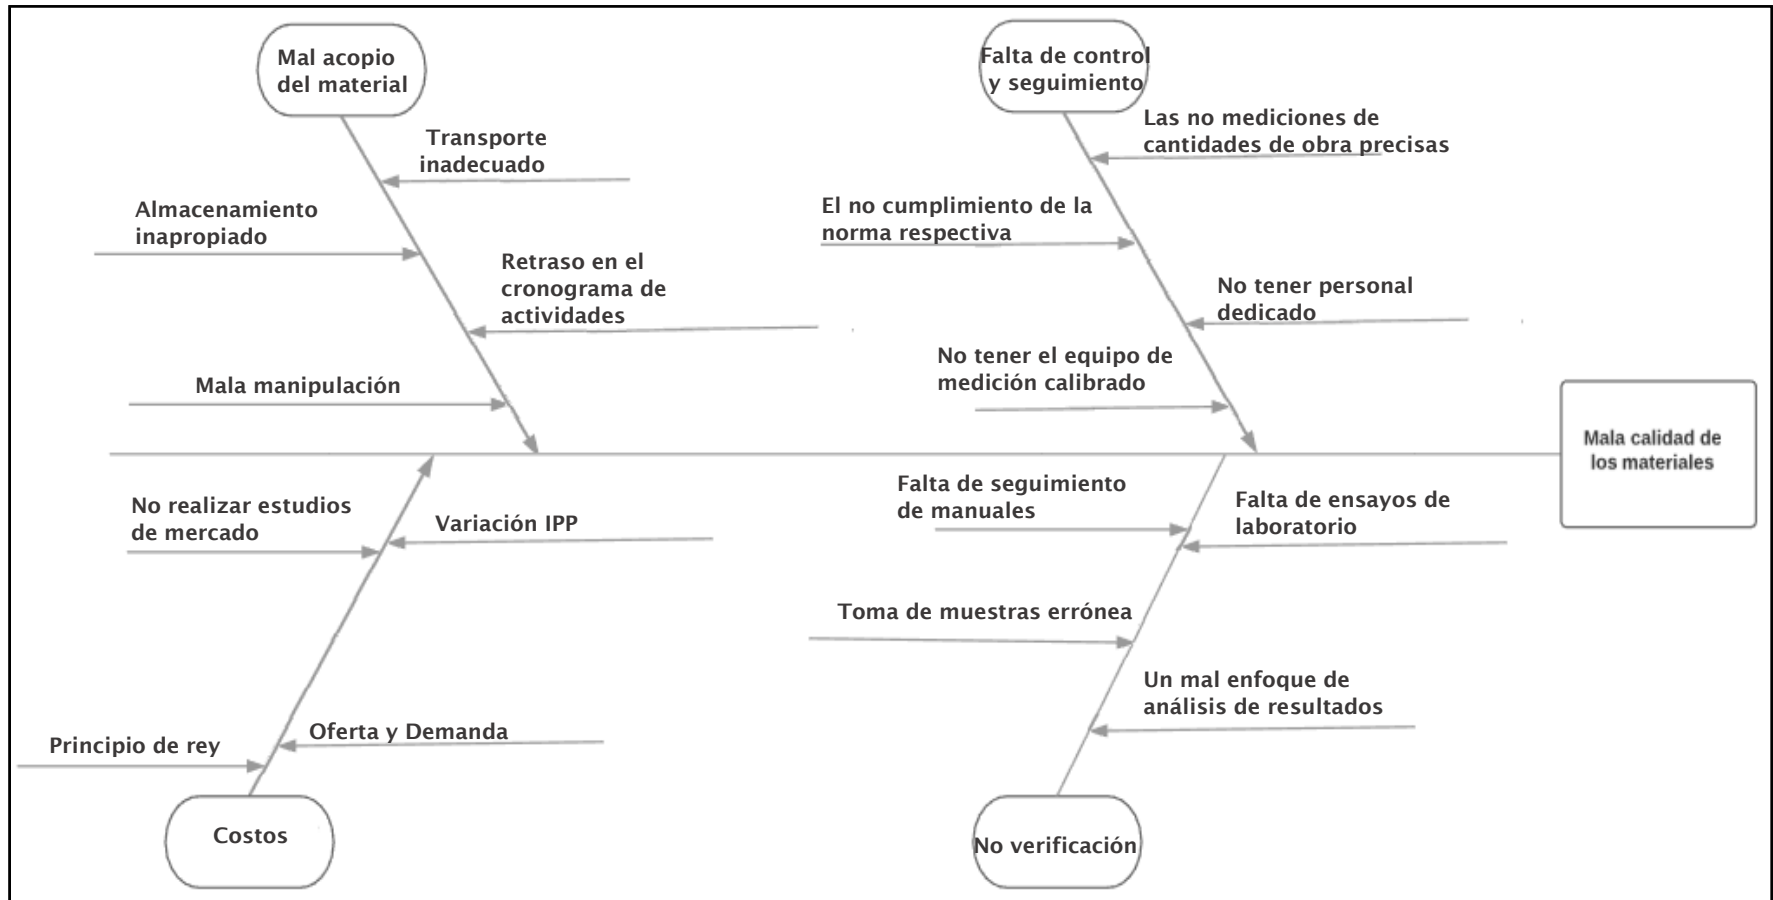 Mal acopio
del material
Transporte
inadecuado
Almacenamiento
inapropiado
Retraso en el
cronograma de
actividades
Mala manipulación
Falta de control
y seguimiento
Las no mediciones de
cantidades de obra precisas
El no cumplimiento de la
norma respectiva
No tener personal
dedicado
No tener el equipo de
medición calibrado
Mala calidad de
los materiales
No realizar estudios
de mercado
Variación IPP
Principio de rey
Oferta y Demanda
Costos
Falta de seguimiento
de manuales
Falta de ensayos de
laboratorio
Toma de muestras errónea
Un mal enfoque de
análisis de resultados
No verificación